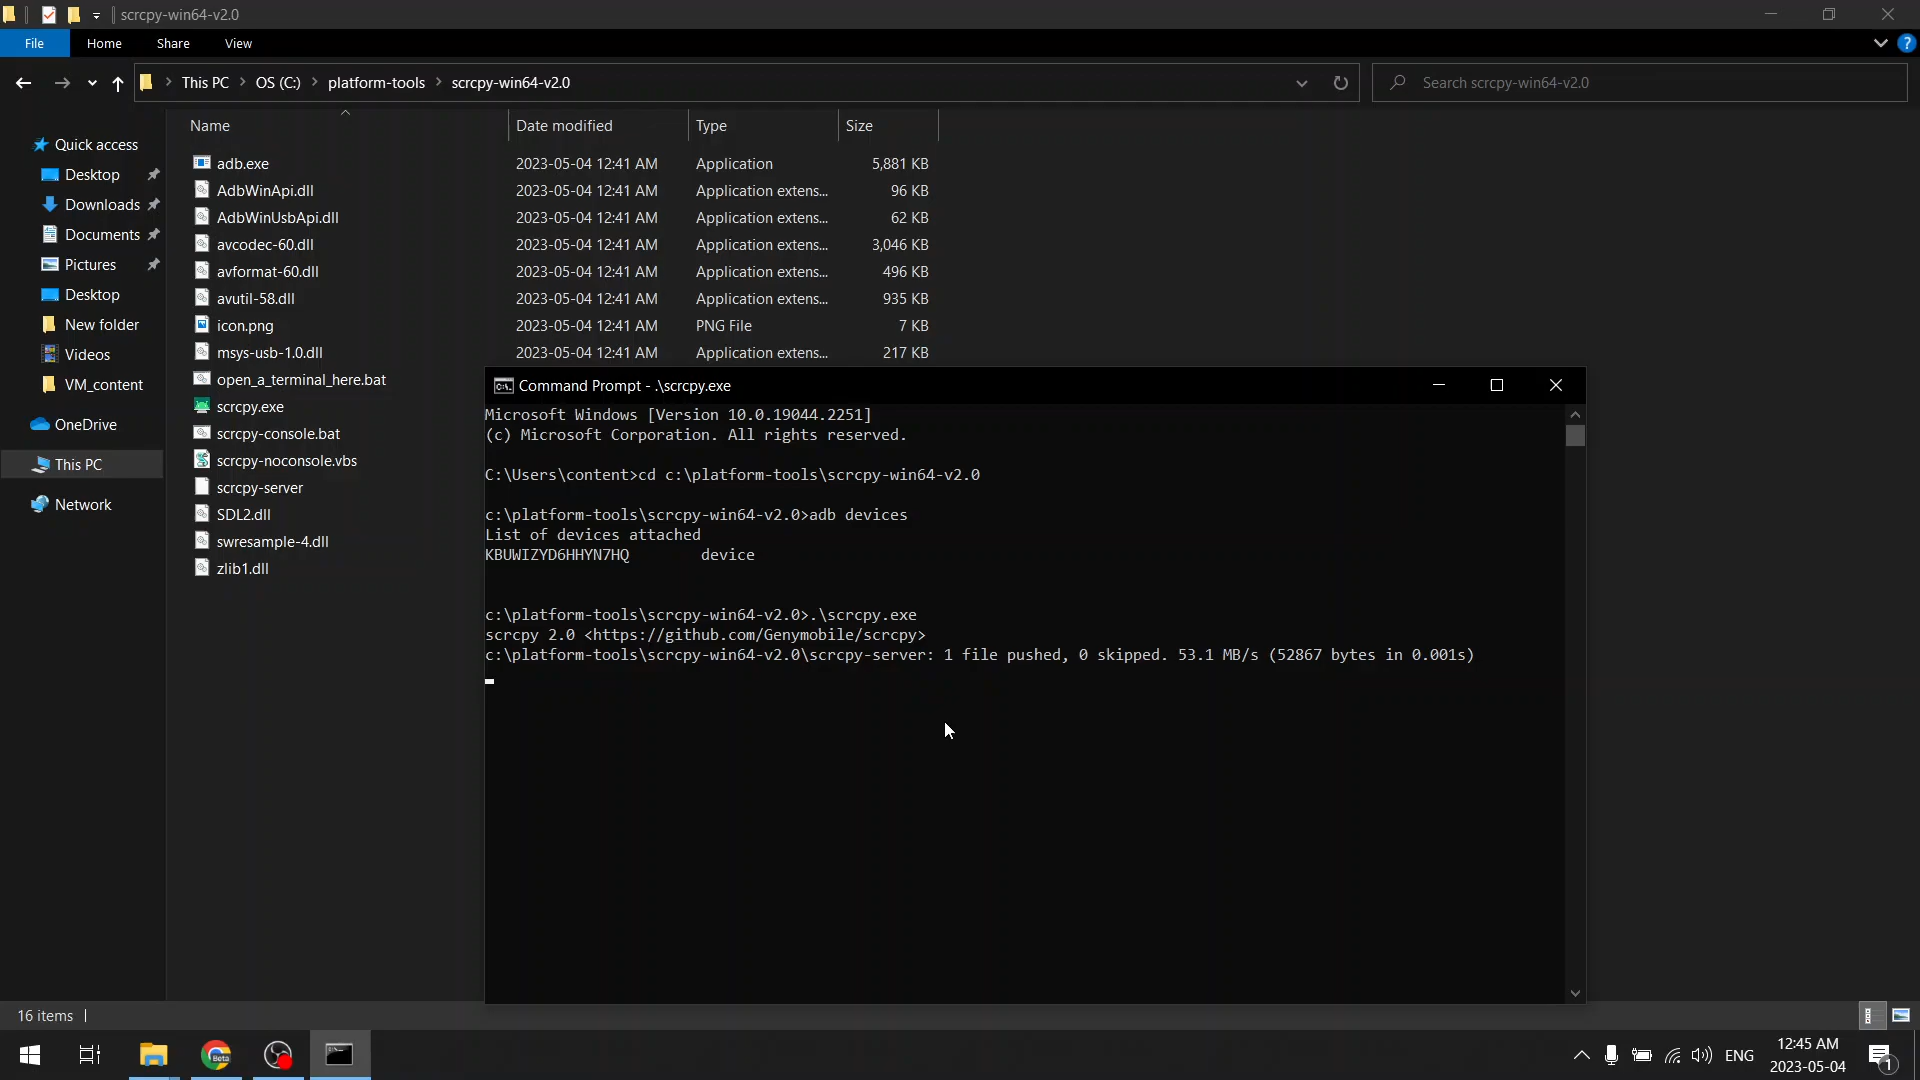 scrcpy-win64-v2.0
File Home Share View
This PC OS (C:) platform-tools scrcpy-win64-v2.0
Search scrcpy-win64-v2.0
Name Date modified Type Size
Quick access
Desktop
Downloads
Documents
Pictures
Desktop
New folder
Videos
VM_content
OneDrive
This PC
Network
adb.exe 2023-05-04 12:41 AM Application 5,881 KB
AdbWinApi.dll 2023-05-04 12:41 AM Application extens... 96 KB
AdbWinUsbApi.dll 2023-05-04 12:41 AM Application extens... 62 KB
avcodec-60.dll 2023-05-04 12:41 AM Application extens... 3,046 KB
avformat-60.dll 2023-05-04 12:41 AM Application extens... 496 KB
avutil-58.dll 2023-05-04 12:41 AM Application extens... 935 KB
icon.png 2023-05-04 12:41 AM PNG File 7 KB
msys-usb-1.0.dll 2023-05-04 12:41 AM Application extens... 217 KB
open_a_terminal_here.bat
scrcpy.exe
scrcpy-console.bat
scrcpy-noconsole.vbs
scrcpy-server
SDL2.dll
swresample-4.dll
zlib1.dll
Command Prompt - .\scrcpy.exe
Microsoft Windows [Version 10.0.19044.2251]
(c) Microsoft Corporation. All rights reserved.
C:\Users\content>cd c:\platform-tools\scrcpy-win64-v2.0
c:\platform-tools\scrcpy-win64-v2.0>adb devices
List of devices attached
KBUWIZYD6HHYN7HQ device
c:\platform-tools\scrcpy-win64-v2.0>.\scrcpy.exe
scrcpy 2.0 <https://github.com/Genymobile/scrcpy>
c:\platform-tools\scrcpy-win64-v2.0\scrcpy-server: 1 file pushed, 0 skipped. 53.1 MB/s (52867 bytes in 0.001s)
16 items
Beta
ENG
12:45 AM
2023-05-04
1